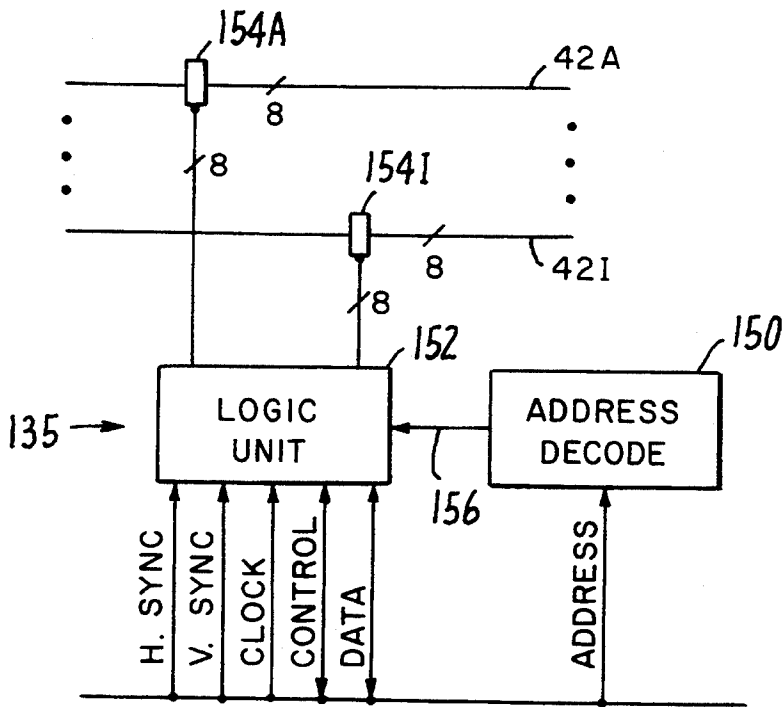 154A
42A
8
8
154I
42I
8
8
152
150
LOGIC
UNIT
ADDRESS
DECODE
135
156
H. SYNC
V. SYNC
CLOCK
CONTROL
DATA
ADDRESS